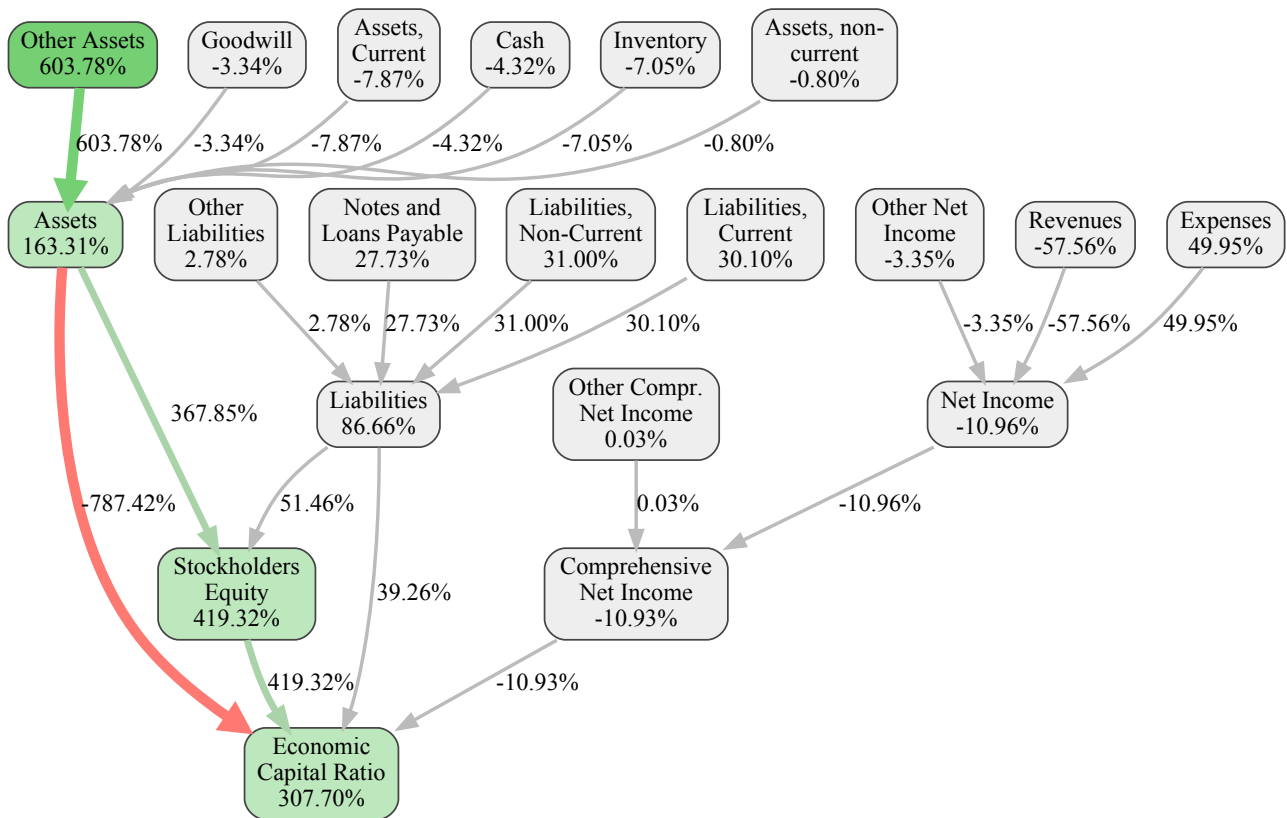 Other Assets
603.78%
Goodwill
-3.34%
Assets,
Current
-7.87%
Cash
-4.32%
Inventory
-7.05%
Assets, non-
current
-0.80%
603.78%
-3.34%
-7.87%
-4.32%
-7.05%
-0.80%
Assets
163.31%
Other
Liabilities
2.78%
Notes and
Loans Payable
27.73%
Liabilities,
Non-Current
31.00%
Liabilities,
Current
30.10%
Other Net
Income
-3.35%
Revenues
-57.56%
Expenses
49.95%
2.78%
27.73%
31.00%
30.10%
-3.35%
-57.56%
49.95%
367.85%
Liabilities
86.66%
Other Compr.
Net Income
0.03%
Net Income
-10.96%
-787.42%
51.46%
0.03%
-10.96%
Stockholders
Equity
419.32%
39.26%
Comprehensive
Net Income
-10.93%
419.32%
-10.93%
Economic
Capital Ratio
307.70%